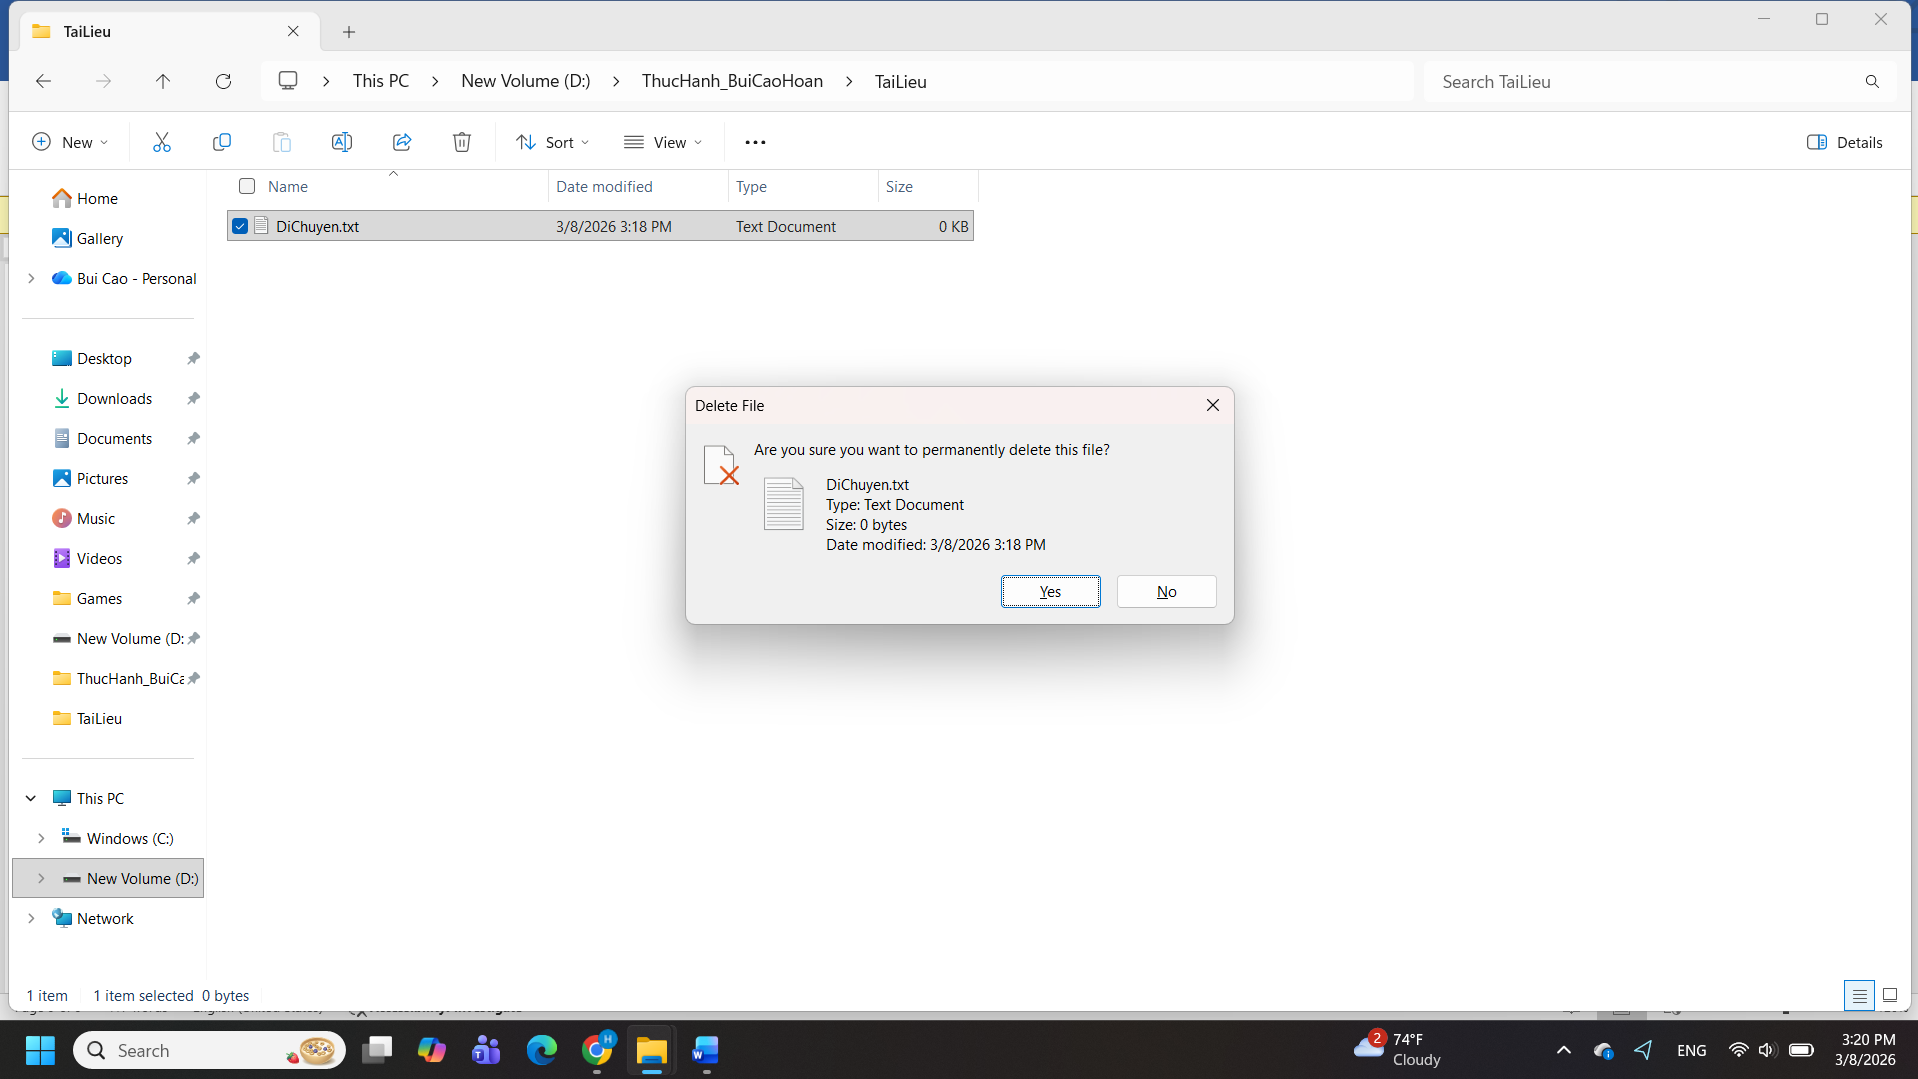 TaiLieu
This PC
New Volume (D:)
ThucHanh_BuiCaoHoan
TaiLieu
Search TaiLieu
New
Sort
View
Details
Name
Date modified
Type
Size
DiChuyen.txt
3/8/2026 3:18 PM
Text Document
0 KB
Home
Gallery
Bui Cao - Personal
Desktop
Downloads
Documents
Pictures
Music
Videos
Games
New Volume (D:
ThucHanh_BuiCa
TaiLieu
This PC
Windows (C:)
New Volume (D:)
Network
Delete File
Are you sure you want to permanently delete this file?
DiChuyen.txt
Type: Text Document
Size: 0 bytes
Date modified: 3/8/2026 3:18 PM
Yes
No
1 item
1 item selected 0 bytes
Search
2
74°F
Cloudy
ENG
3:20 PM
3/8/2026